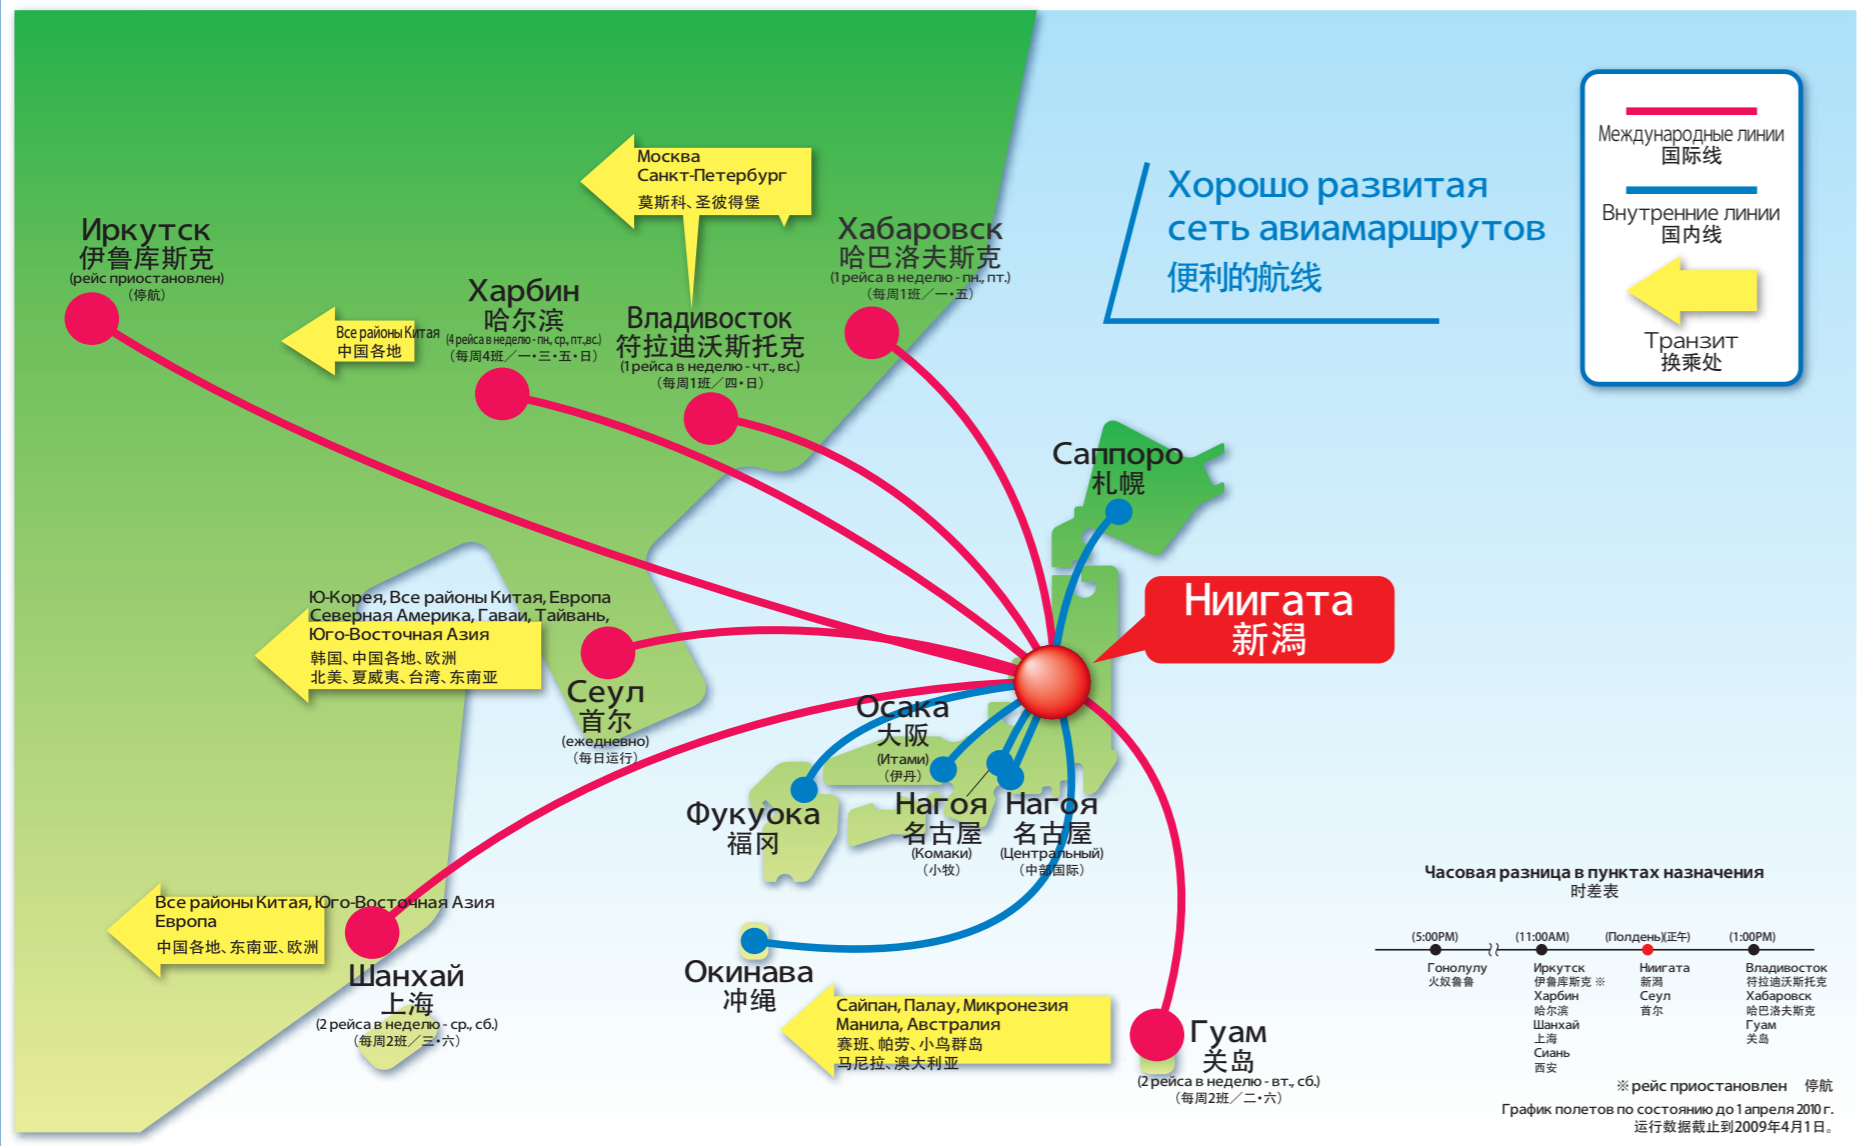 Международные линии
国际线
Внутренние линии
国内线
Транзит
换乘处
Хорошо развитая
сеть авиамаршрутов
便利的航线
Москва
Санкт-Петербург
莫斯科、圣彼得堡
Иркутск
伊鲁库斯克
(рейс приостановлен)
（停航）
Хабаровск
哈巴洛夫斯克
(1 рейса в неделю - пн., пт.)
（每周1班／一・五）
Харбин
哈尔滨
(4 рейса в неделю - пн, ср., пт.,вс.)
（每周4班／一・三・五・日）
Все районы Китая
中国各地
Владивосток
符拉迪沃斯托克
(1 рейса в неделю - чт., вс.)
（每周1班／四・日）
Саппоро
札幌
Ниигата
新潟
Ю-Корея, Все районы Китая, Европа
Северная Америка, Гаваи, Тайвань,
Юго-Восточная Азия
韩国、中国各地、欧洲
北美、夏威夷、台湾、东南亚
Сеул
首尔
(ежедневно)
（每日运行）
Осака
大阪
(Итами)
（伊丹）
Фукуока
福冈
Нагоя
名古屋
(Комаки)
（小牧）
Нагоя
名古屋
(Центральный)
（中部国际）
Все районы Китая, Юго-Восточная Азия
Европа
中国各地、东南亚、欧洲
Шанхай
上海
(2 рейса в неделю - ср., сб.)
（每周2班／三・六）
Окинава
冲绳
Сайпан, Палау, Микронезия
Манила, Австралия
赛班、帕劳、小鸟群岛
马尼拉、澳大利亚
Гуам
关岛
(2 рейса в неделю - вт., сб.)
（每周2班／二・六）
Часовая разница в пунктах назначения
时差表
(5:00PM) (11:00AM) (Полдень)(正午) (1:00PM)
Гонолулу
火奴鲁鲁
Иркутск
伊鲁库斯克 ※
Харбин
哈尔滨
Шанхай
上海
Сиань
西安
Ниигата
新潟
Сеул
首尔
Владивосток
符拉迪沃斯托克
Хабаровск
哈巴洛夫斯克
Гуам
关岛
※ рейс приостановлен 停航
График полетов по состоянию до 1 апреля 2010 г.
运行数据截止到2009年4月1日。